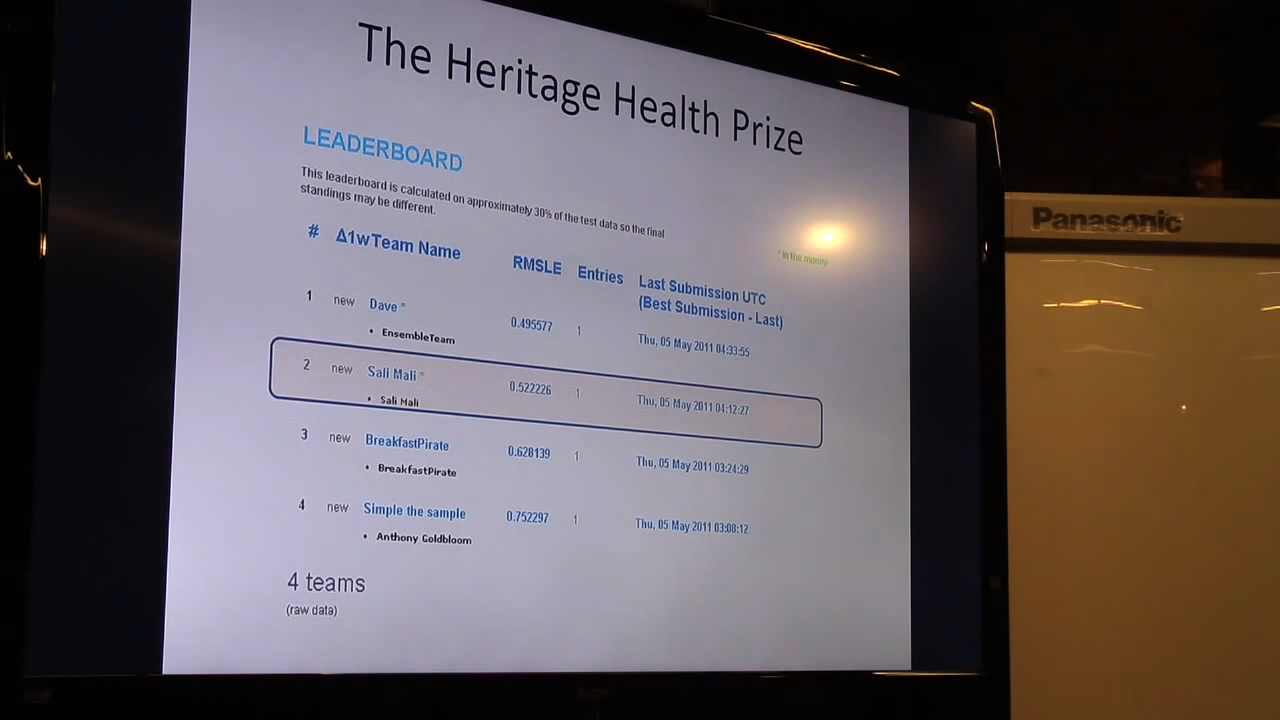 The Heritage Health Prize
LEADERBOARD
This leaderboard is calculated on approximately 30% of the test data so the final
standings may be different.
# Δ1w Team Name RMSLE Entries Last Submission UTC
(Best Submission - Last)
* in the money
1 new Dave * 0.495577 1 Thu, 05 May 2011 04:33:55
• EnsembleTeam
2 new Sali Mali * 0.522226 1 Thu, 05 May 2011 04:12:27
• Sali Mali
3 new BreakfastPirate 0.628139 1 Thu, 05 May 2011 03:24:29
• BreakfastPirate
4 new Simple the sample 0.752297 1 Thu, 05 May 2011 03:08:12
• Anthony Goldbloom
4 teams
(raw data)
Panasonic